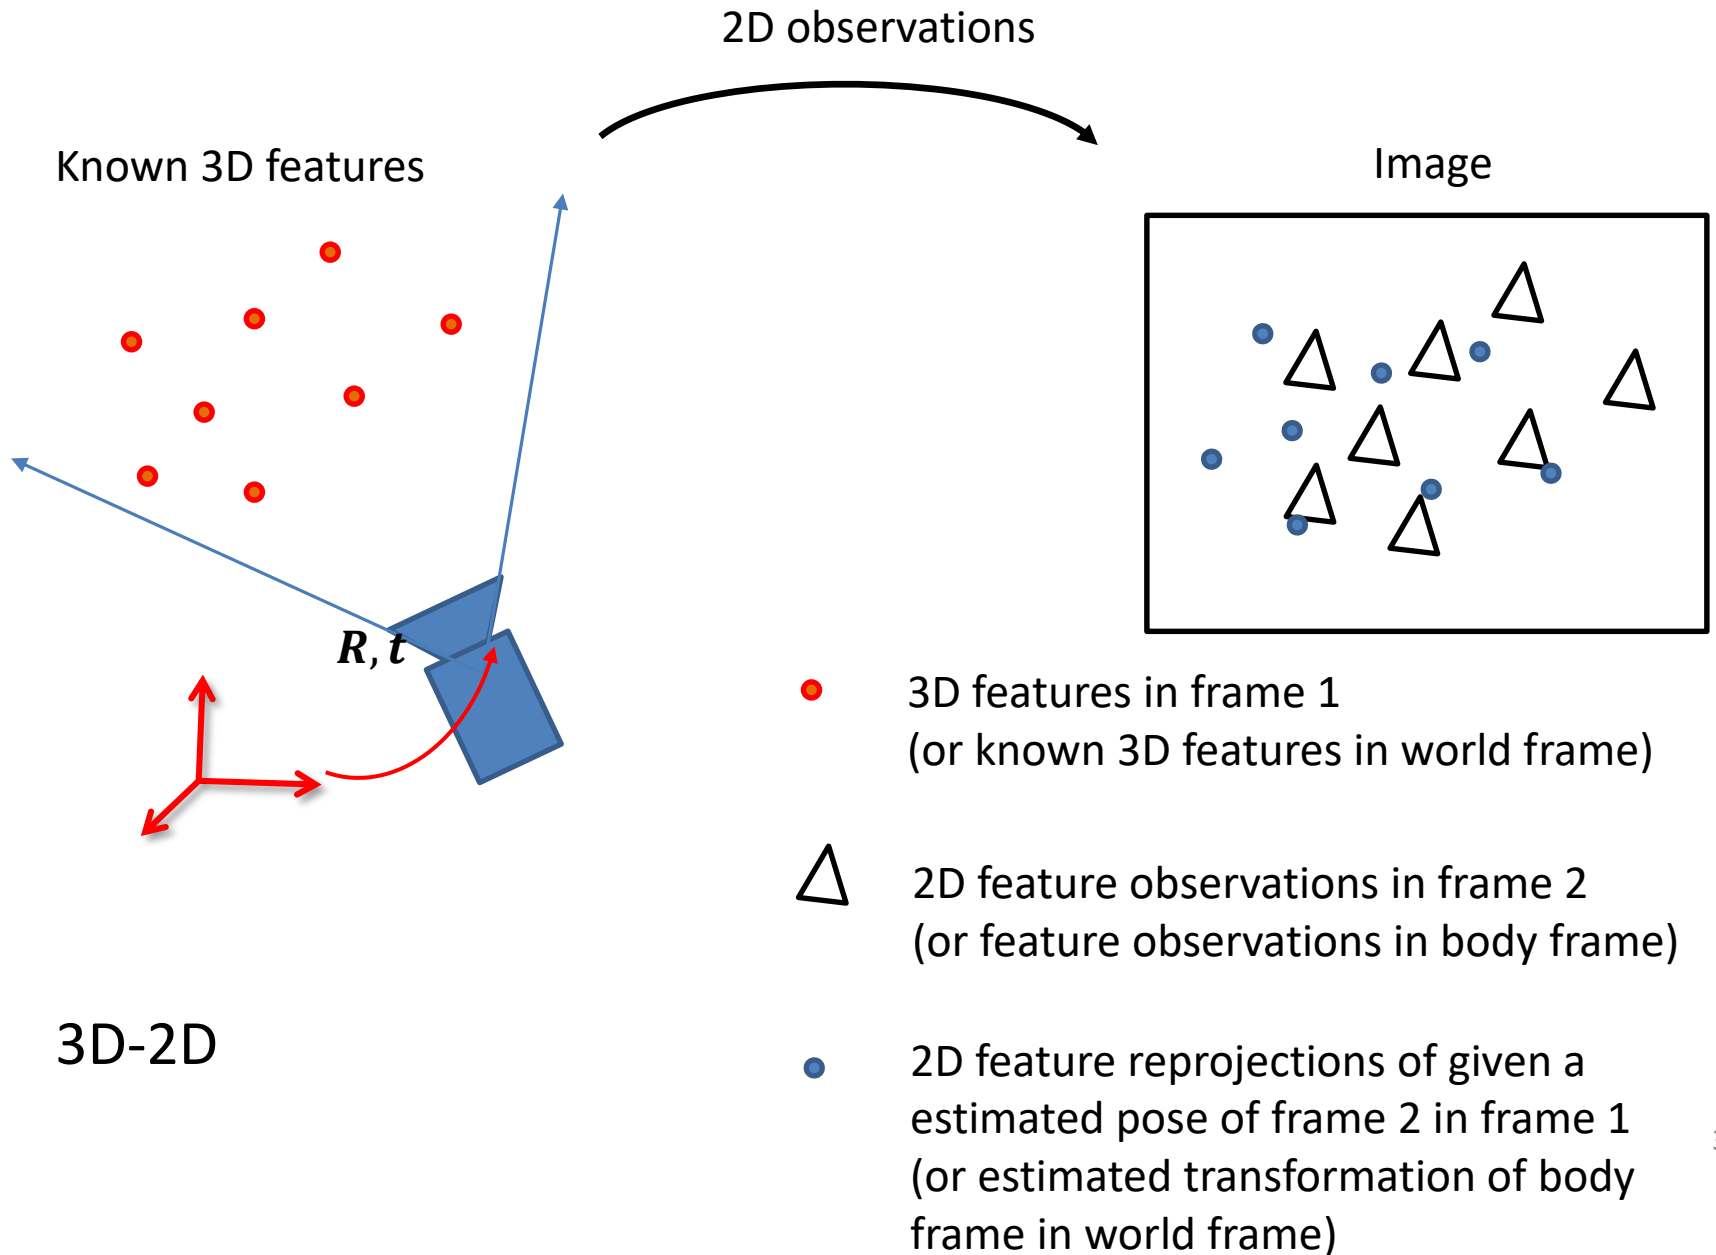 2D observations
Known 3D features
Image
R, t
3D features in frame 1
(or known 3D features in world frame)
2D feature observations in frame 2
(or feature observations in body frame)
3D-2D
2D feature reprojections of given a
estimated pose of frame 2 in frame 1
(or estimated transformation of body
frame in world frame)